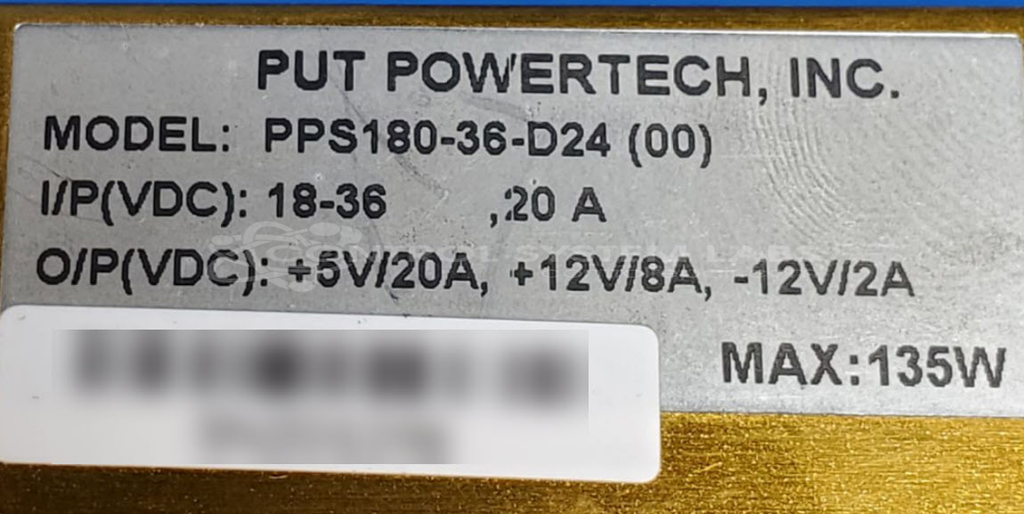 PUT POWERTECH, INC.
MODEL: PPS180-36-D24 (00)
I/P(VDC): 18-36 ,20 A
O/P(VDC): +5V/20A, +12V/8A, -12V/2A
MAX:135W